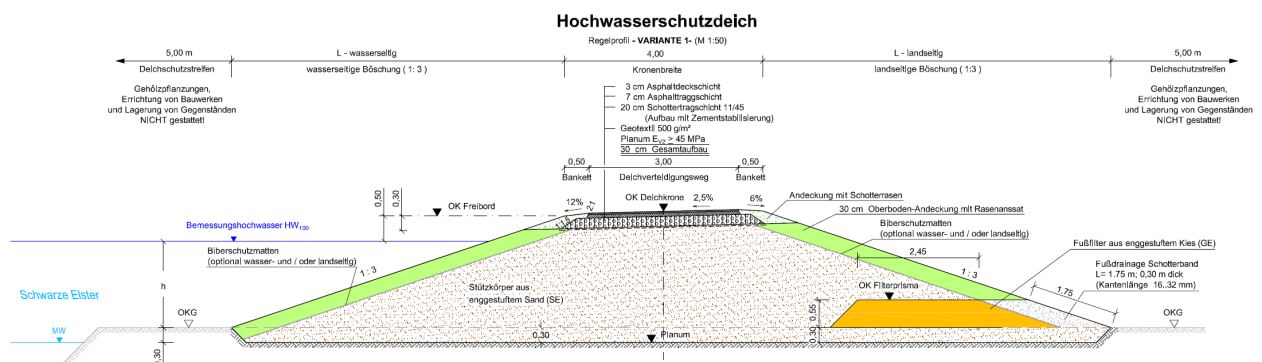 Hochwasserschutzdeich
Regelprofil - VARIANTE 1- (M 1:50)
5,00 m
L - wasserseitig
4,00
L - landseitig
5,00 m
Deichschutzstreifen
wasserseitige Böschung ( 1: 3 )
Kronenbreite
landseitige Böschung ( 1:3 )
Deichschutzstreifen
Gehölzpflanzungen,
Errichtung von Bauwerken
und Lagerung von Gegenständen
NICHT gestattet!
3 cm Asphaltdeckschicht
7 cm Asphalttraggschicht
20 cm Schottertragschicht 11/45
(Aufbau mit Zementstabilisierung)
Geotextil 500 g/m²
Planum EV2 ≥ 45 MPa
30 cm Gesamtaufbau
Gehölzpflanzungen,
Errichtung von Bauwerken
und Lagerung von Gegenständen
NICHT gestattet!
0,50
3,00
0,50
Bankett
Deichverteidigungsweg
Bankett
0,50
0,30
OK Freibord
12%
2:1
OK Deichkrone
2,5%
6%
Andeckung mit Schotterrasen
30 cm Oberboden-Andeckung mit Rasenansaat
Bemessungshochwasser HW100
Biberschutzmatten
(optional wasser- und / oder landseitig)
Biberschutzmatten
(optional wasser- und / oder landseitig)
Fußfilter aus enggestuftem Kies (GE)
2,45
Fußdrainage Schotterband
L= 1.75 m; 0,30 m dick
(Kantenlänge 16..32 mm)
1 : 3
1 : 3
Stützkörper aus
enggestuftem Sand (SE)
OK Filterprisma
1.75
Schwarze Elster
h
0,55
0,30
OKG
OKG
MW
0,30
0,30
Planum